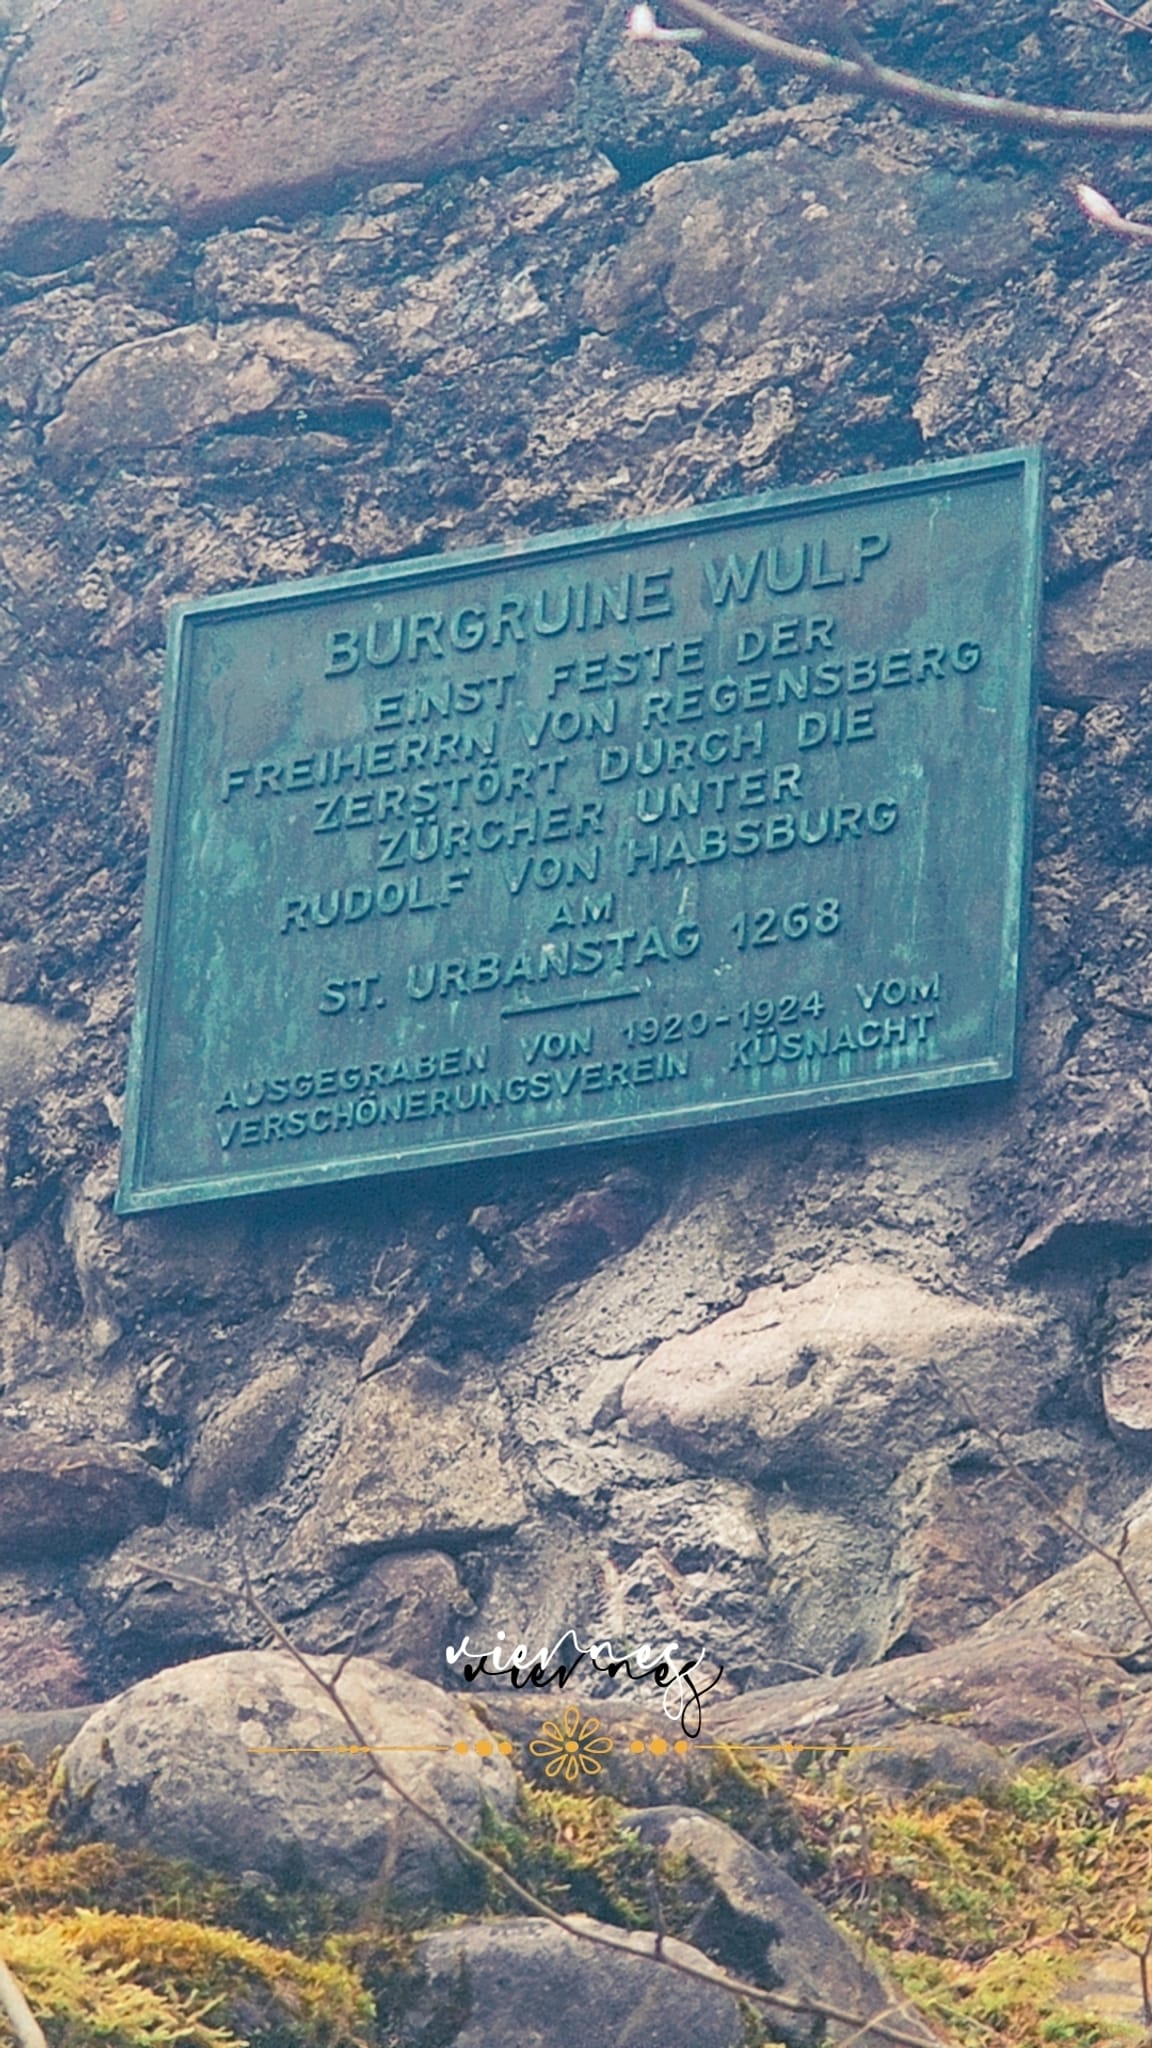 BURGRUINE WULP
EINST FESTE DER
FREIHERRN VON REGENSBERG
ZERSTÖRT DURCH DIE
ZÜRCHER UNTER
RUDOLF VON HABSBURG
AM
ST. URBANSTAG 1268
AUSGEGRABEN VON 1920-1924 VOM
VERSCHÖNERUNGSVEREIN KÜSNACHT
viernes
viernes